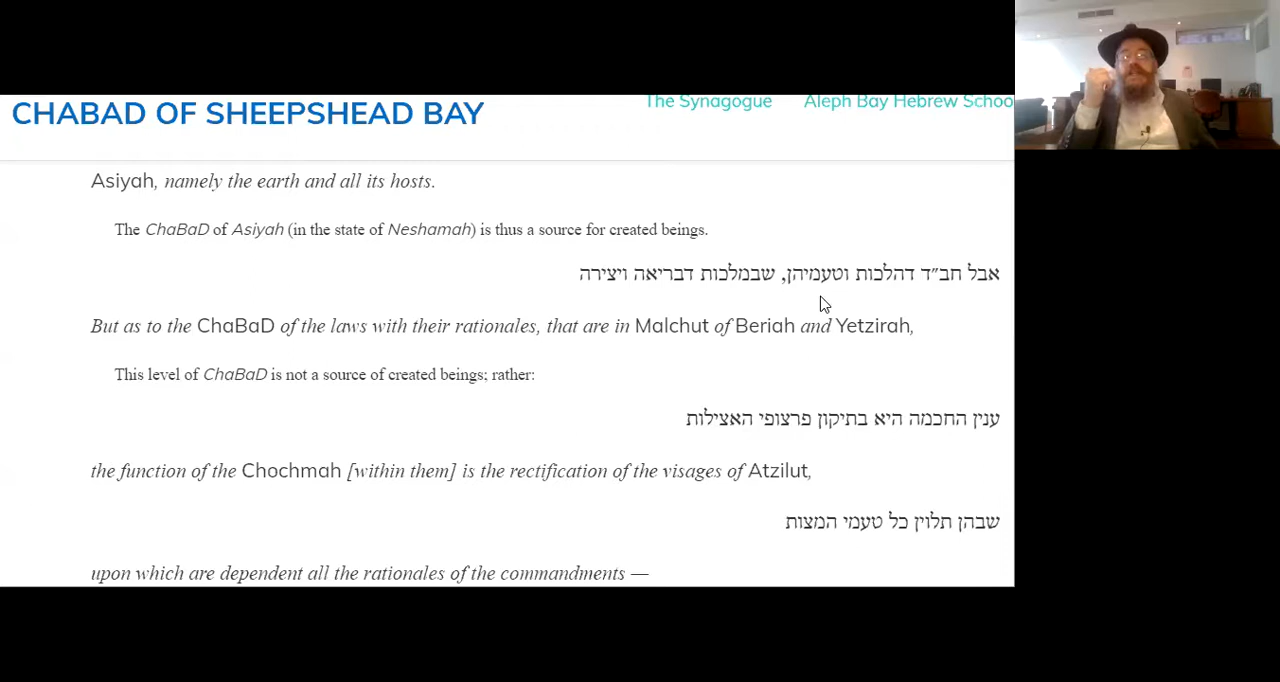 The Synagogue Aleph Bay Hebrew Schoo
CHABAD OF SHEEPSHEAD BAY
Asiyah, namely the earth and all its hosts.
The ChaBaD of Asiyah (in the state of Neshamah) is thus a source for created beings.
אבל חב״ד דהלכות וטעמיהן, שבמלכות דבריאה ויצירה
But as to the ChaBaD of the laws with their rationales, that are in Malchut of Beriah and Yetzirah,
This level of ChaBaD is not a source of created beings; rather:
ענין החכמה היא בתיקון פרצופי האצילות
the function of the Chochmah [within them] is the rectification of the visages of Atzilut,
שבהן תלוין כל טעמי המצות
upon which are dependent all the rationales of the commandments —